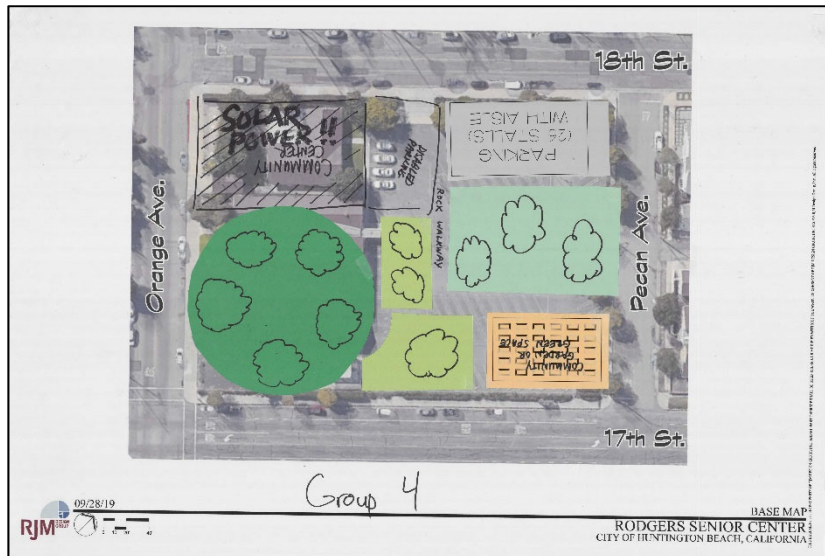 18th St.
SOLAR
POWER!!
COMMUNITY
CENTER
DISABLED
PARKING
PARKING
(26 STALLS)
WITH AISLE
ROCK WALKWAY
Orange Ave.
Pecan Ave.
COMMUNITY
GARDEN OR
GREEN SPACE
17th St.
Group 4
09/28/19
RJM
DESIGN
GROUP
BASE MAP
RODGERS SENIOR CENTER
CITY OF HUNTINGTON BEACH, CALIFORNIA